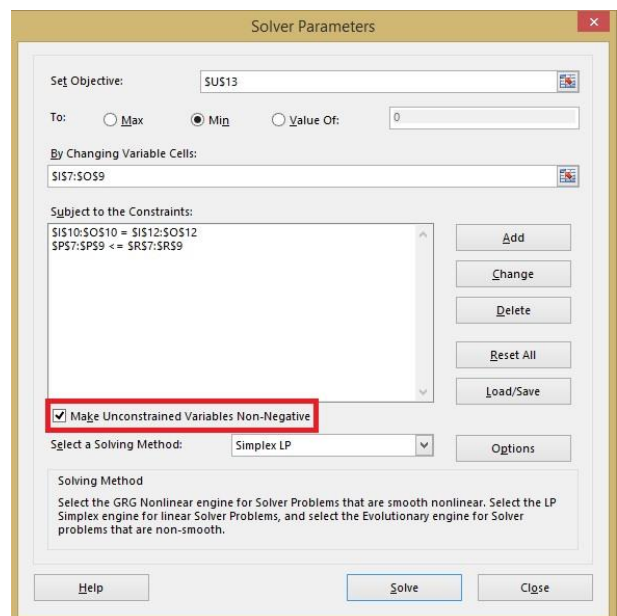 Solver Parameters
Set Objective:
$U$13
To:
Max
Min
Value Of:
0
By Changing Variable Cells:
$I$7:$O$9
Subject to the Constraints:
$I$10:$O$10 = $I$12:$O$12
$P$7:$P$9 <= $R$7:$R$9
Add
Change
Delete
Reset All
Load/Save
Make Unconstrained Variables Non-Negative
Select a Solving Method:
Simplex LP
Options
Solving Method
Select the GRG Nonlinear engine for Solver Problems that are smooth nonlinear. Select the LP
Simplex engine for linear Solver Problems, and select the Evolutionary engine for Solver
problems that are non-smooth.
Help
Solve
Close